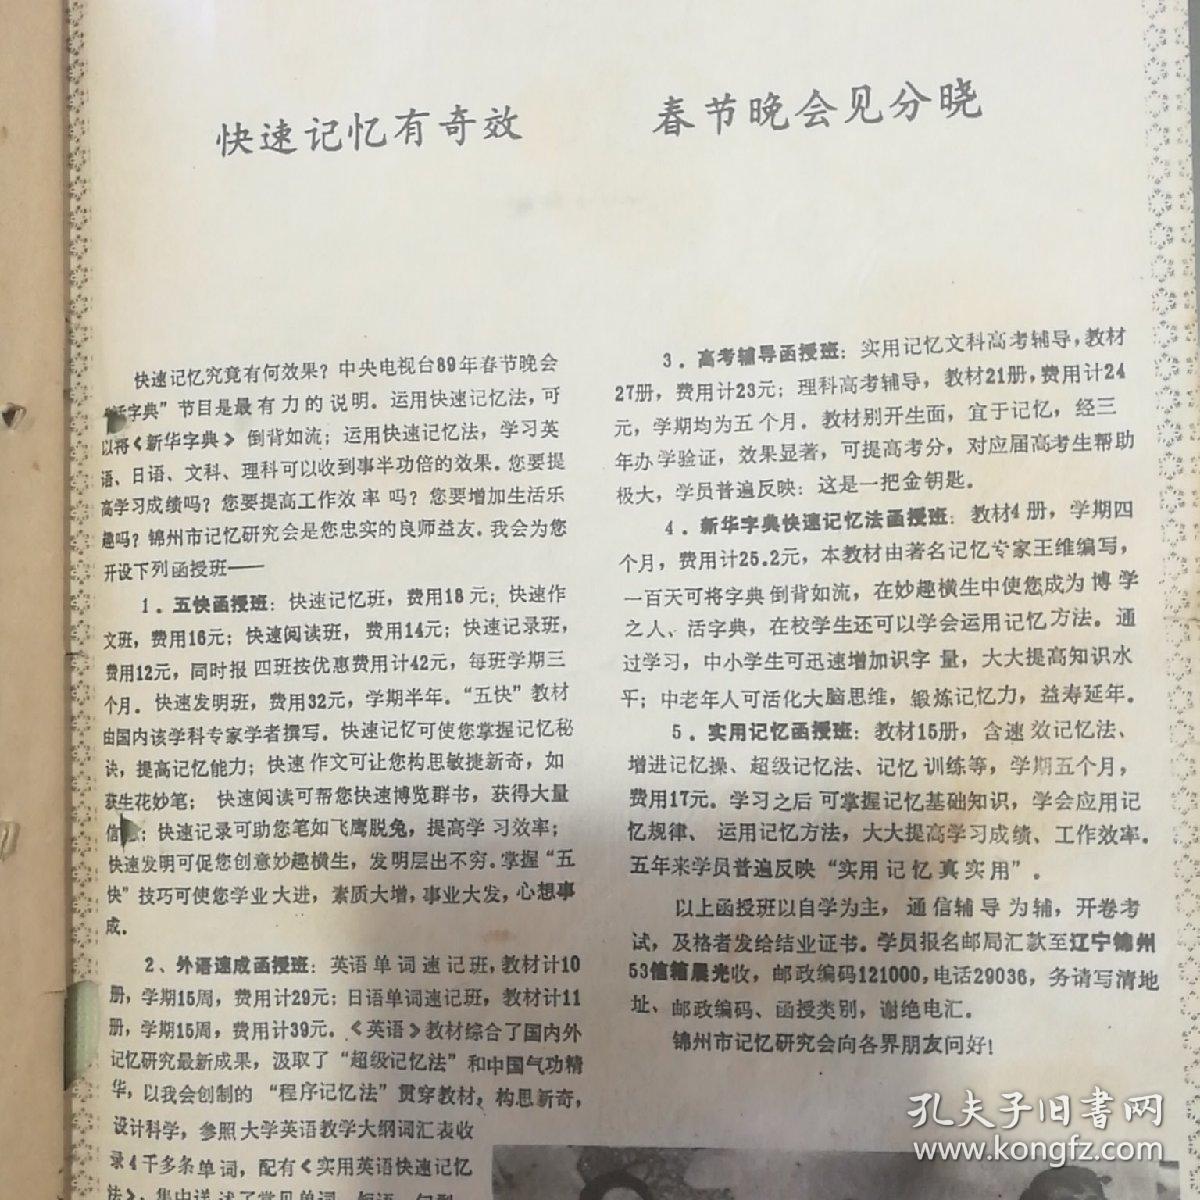 快速记忆有奇效 春节晚会见分晓
快速记忆究竟有何效果？中央电视台89年春节晚会
“活字典”节目是最有力的说明。运用快速记忆法，可
以将《新华字典》倒背如流；运用快速记忆法，学习英
语、日语、文科、理科可以收到事半功倍的效果。您要提
高学习成绩吗？您要提高工作效率吗？您要增加生活乐
趣吗？锦州市记忆研究会是您忠实的良师益友。我会为您
开设下列函授班——
1．五快函授班：快速记忆班，费用18元；快速作
文班，费用16元；快速阅读班，费用14元；快速记录班，
费用12元，同时报四班按优惠费用计42元，每班学期三
个月。快速发明班，费用32元，学期半年。“五快”教材
由国内该学科专家学者撰写。快速记忆可使您掌握记忆秘
诀，提高记忆能力；快速作文可让您构思敏捷新奇，如
获生花妙笔；快速阅读可帮您快速博览群书，获得大量
信息；快速记录可助您笔如飞鹰脱兔，提高学习效率；
快速发明可促您创意妙趣横生，发明层出不穷。掌握“五
快”技巧可使您学业大进，素质大增，事业大发，心想事
成。
2、外语速成函授班：英语单词速记班，教材计10
册，学期15周，费用计29元；日语单词速记班，教材计11
册，学期15周，费用计39元。《英语》教材综合了国内外
记忆研究最新成果，汲取了“超级记忆法”和中国气功精
华，以我会创制的“程序记忆法”贯穿教材，构思新奇，
设计科学，参照大学英语教学大纲词汇表收
录4千多条单词，配有《实用英语快速记忆
法》，集中详述了常见单词、短语、句型
3．高考辅导函授班：实用记忆文科高考辅导，教材
27册，费用计23元；理科高考辅导，教材21册，费用计24
元，学期均为五个月。教材别开生面，宜于记忆，经三
年办学验证，效果显著，可提高考分，对应届高考生帮助
极大，学员普遍反映：这是一把金钥匙。
4．新华字典快速记忆法函授班：教材4册，学期四
个月，费用计25.2元，本教材由著名记忆专家王维编写，
一百天可将字典倒背如流，在妙趣横生中使您成为博学
之人、活字典，在校学生还可以学会运用记忆方法。通
过学习，中小学生可迅速增加识字量，大大提高知识水
平；中老年人可活化大脑思维，锻炼记忆力，益寿延年。
5．实用记忆函授班：教材15册，含速效记忆法、
增进记忆操、超级记忆法、记忆训练等，学期五个月，
费用17元。学习之后可掌握记忆基础知识，学会应用记
忆规律、运用记忆方法，大大提高学习成绩、工作效率。
五年来学员普遍反映“实用记忆真实用”。
以上函授班以自学为主，通信辅导为辅，开卷考
试，及格者发给结业证书。学员报名邮局汇款至辽宁锦州
53信箱晨光收，邮政编码121000，电话29036，务请写清地
址、邮政编码、函授类别，谢绝电汇。
锦州市记忆研究会向各界朋友问好！
孔夫子旧书网
www.kongfz.com